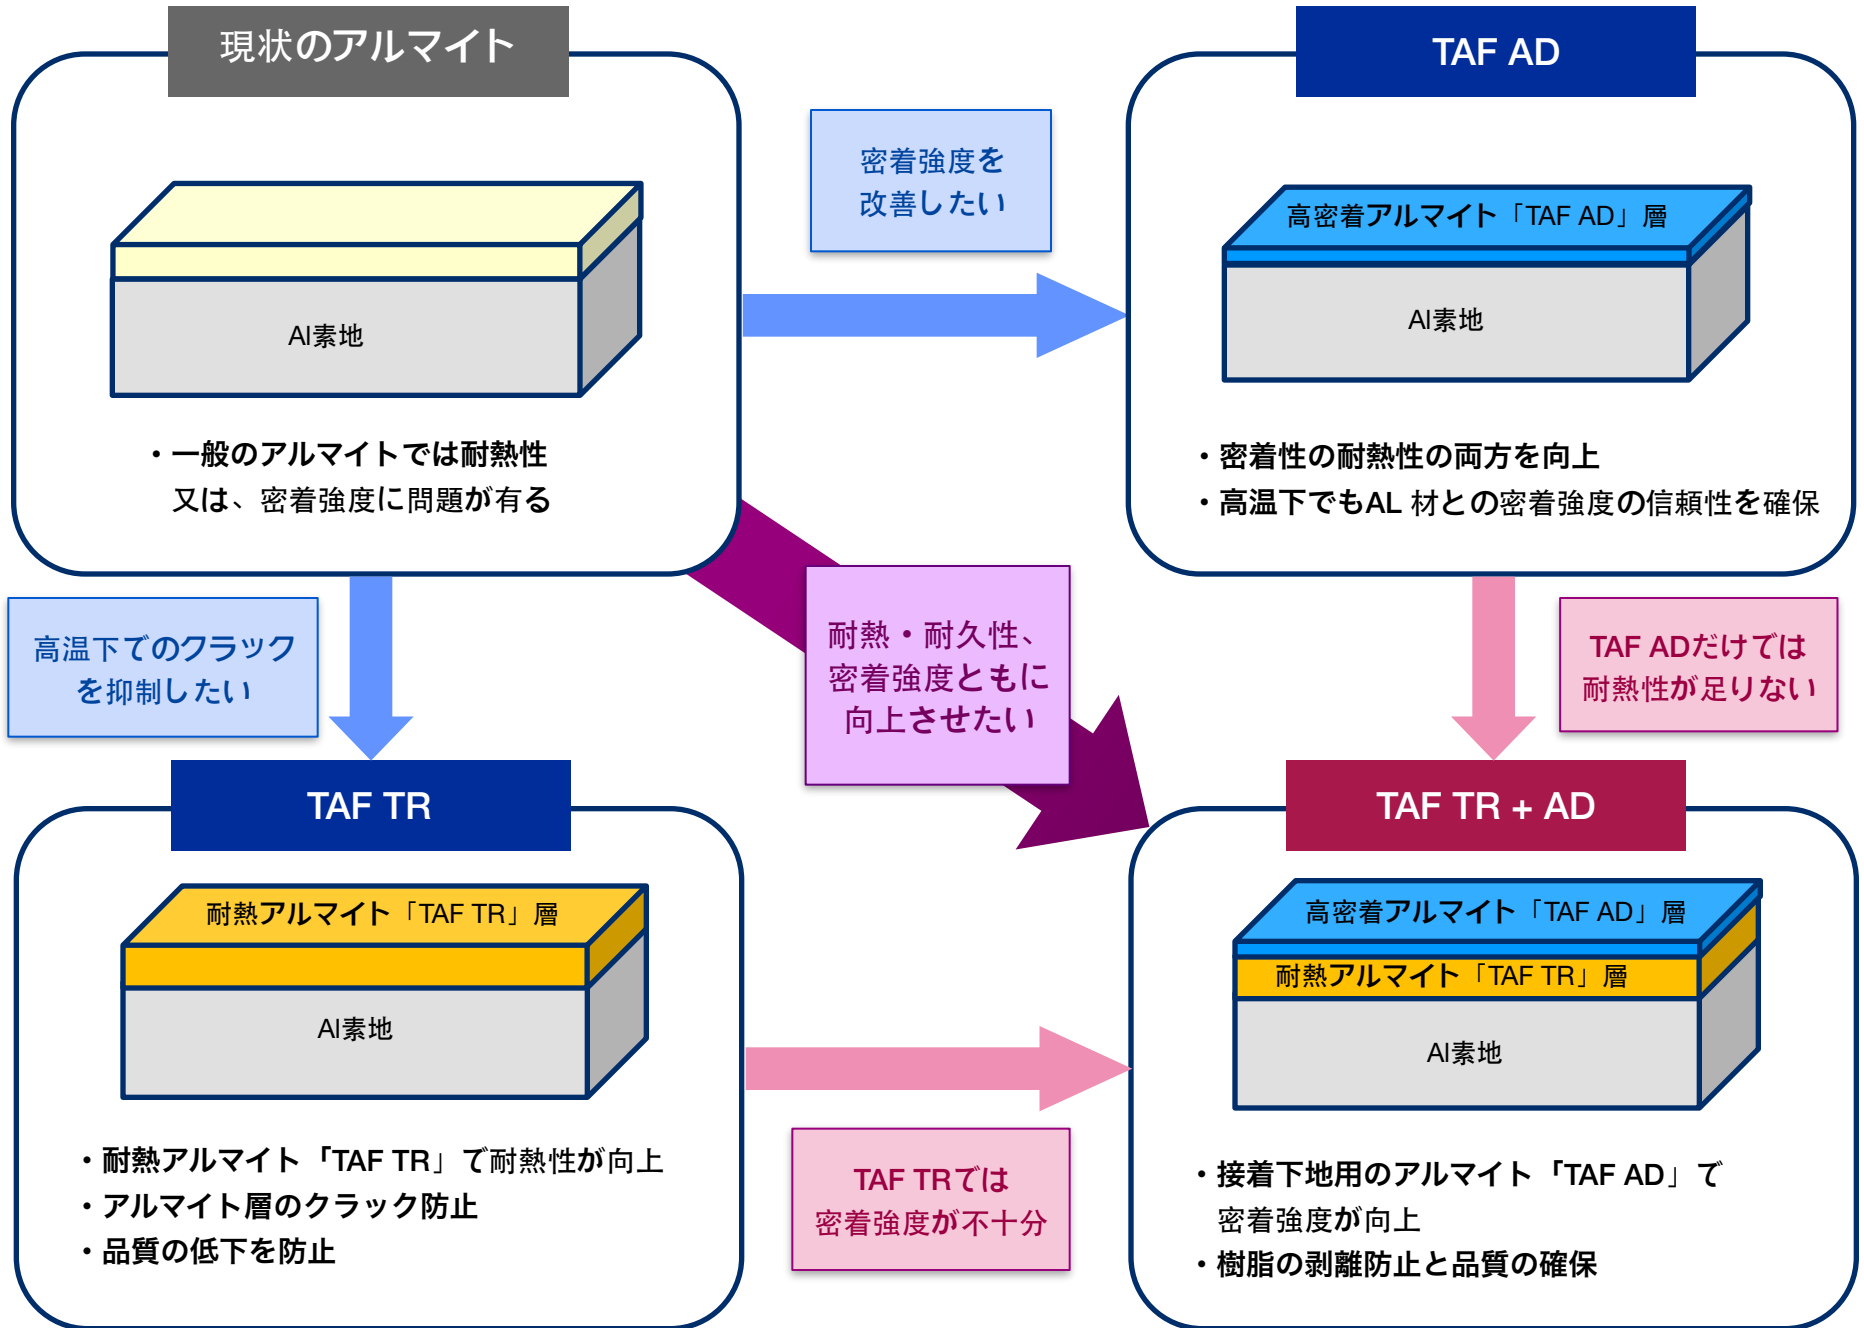 現状のアルマイト
TAF AD
密着強度を
改善したい
高密着アルマイト「TAF AD」層
Al素地
Al素地
・一般のアルマイトでは耐熱性
又は、密着強度に問題が有る
・密着性の耐熱性の両方を向上
・高温下でもAL 材との密着強度の信頼性を確保
高温下でのクラック
を抑制したい
耐熱・耐久性、
密着強度ともに
向上させたい
TAF ADだけでは
耐熱性が足りない
TAF TR
TAF TR + AD
耐熱アルマイト「TAF TR」層
Al素地
高密着アルマイト「TAF AD」層
耐熱アルマイト「TAF TR」層
Al素地
・耐熱アルマイト「TAF TR」で耐熱性が向上
・アルマイト層のクラック防止
・品質の低下を防止
TAF TRでは
密着強度が不十分
・接着下地用のアルマイト「TAF AD」で
密着強度が向上
・樹脂の剥離防止と品質の確保